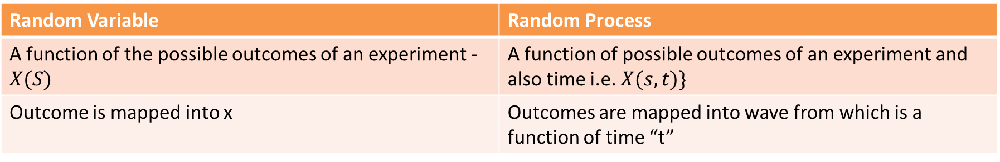 Random Variable
Random Process
A function of the possible outcomes of an experiment -
X(S)
A function of possible outcomes of an experiment and
also time i.e. X(s, t)}
Outcome is mapped into x
Outcomes are mapped into wave from which is a
function of time “t”